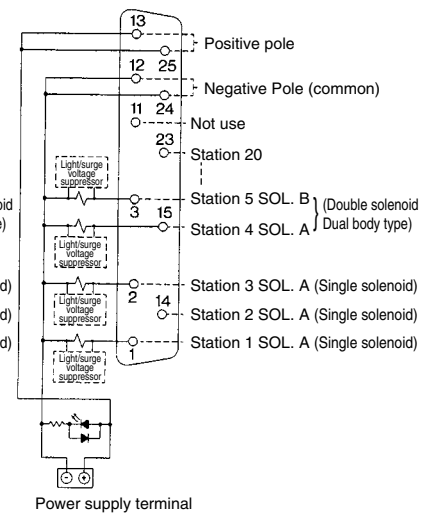 13
Positive pole
12 25
Negative Pole (common)
24
11
Not use
23
Station 20
Light/surge
voltage
suppressor
oid
Station 5 SOL. B
(Double solenoid
3
15
e)
Station 4 SOL. A
Dual body type)
Light/surge
voltage
suppressor
d)
Station 3 SOL. A (Single solenoid)
2
Light/surge
voltage
suppressor
14
d)
Station 2 SOL. A (Single solenoid)
d)
Station 1 SOL. A (Single solenoid)
1
Light/surge
voltage
suppressor
Power supply terminal